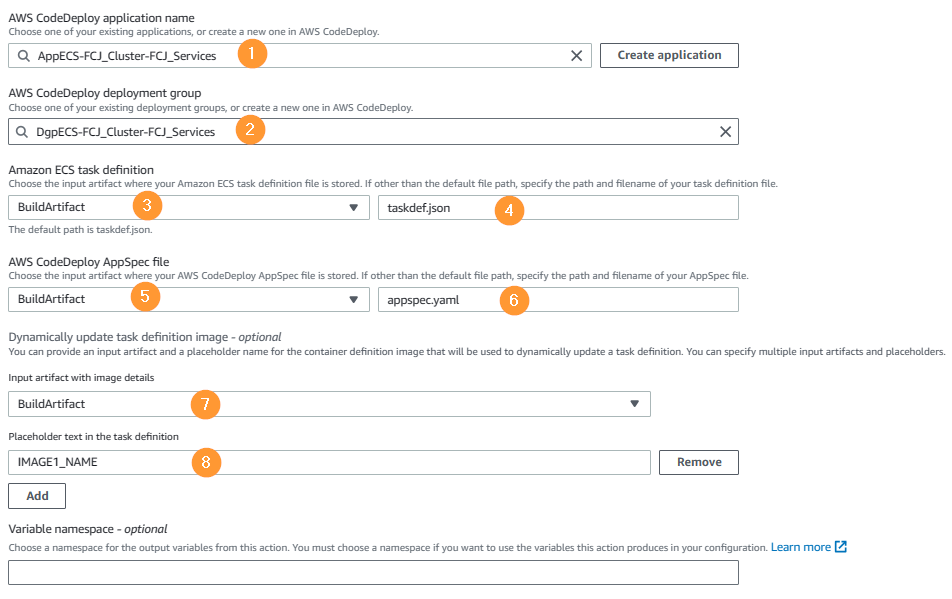 AWS CodeDeploy application name
Choose one of your existing applications, or create a new one in AWS CodeDeploy.
AppECS-FCJ_Cluster-FCJ_Services 1 Create application
AWS CodeDeploy deployment group
Choose one of your existing deployment groups, or create a new one in AWS CodeDeploy.
DgpECS-FCJ_Cluster-FCJ_Services 2
Amazon ECS task definition
Choose the input artifact where your Amazon ECS task definition file is stored. If other than the default file path, specify the path and filename of your task definition file.
BuildArtifact 3 taskdef.json 4
The default path is taskdef.json.
AWS CodeDeploy AppSpec file
Choose the input artifact where your AWS CodeDeploy AppSpec file is stored. If other than the default file path, specify the path and filename of your AppSpec file.
BuildArtifact 5 appspec.yaml 6
Dynamically update task definition image - optional
You can provide an input artifact and a placeholder name for the container definition image that will be used to dynamically update a task definition. You can specify multiple input artifacts and placeholders.
Input artifact with image details
BuildArtifact 7
Placeholder text in the task definition
IMAGE1_NAME 8 Remove
Add
Variable namespace - optional
Choose a namespace for the output variables from this action. You must choose a namespace if you want to use the variables this action produces in your configuration. Learn more